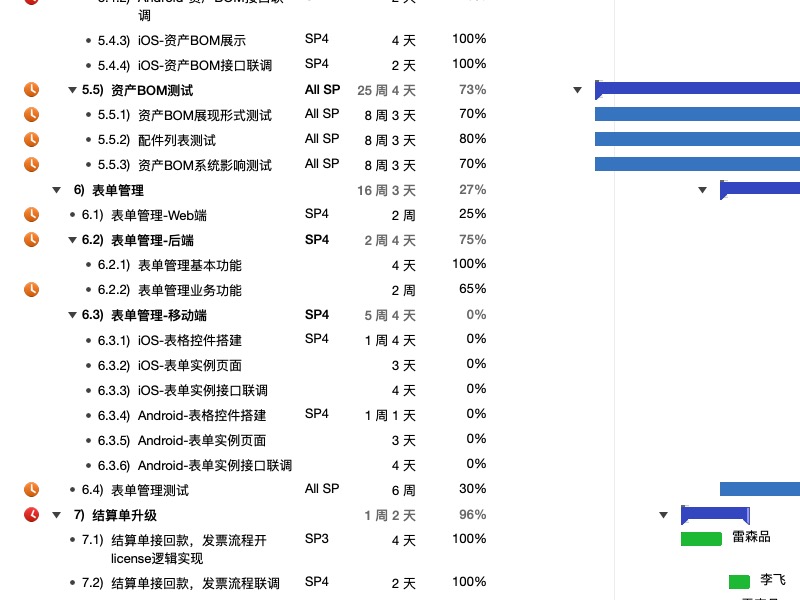 调
5.4.3) iOS-资产BOM展示 SP4 4 天 100%
5.4.4) iOS-资产BOM接口联调 SP4 2 天 100%
5.5) 资产BOM测试 All SP 25 周 4 天 73%
5.5.1) 资产BOM展现形式测试 All SP 8 周 3 天 70%
5.5.2) 配件列表测试 All SP 8 周 3 天 80%
5.5.3) 资产BOM系统影响测试 All SP 8 周 3 天 70%
6) 表单管理 16 周 3 天 27%
6.1) 表单管理-Web端 SP4 2 周 25%
6.2) 表单管理-后端 SP4 2 周 4 天 75%
6.2.1) 表单管理基本功能 4 天 100%
6.2.2) 表单管理业务功能 2 周 65%
6.3) 表单管理-移动端 SP4 5 周 4 天 0%
6.3.1) iOS-表格控件搭建 SP4 1 周 4 天 0%
6.3.2) iOS-表单实例页面 3 天 0%
6.3.3) iOS-表单实例接口联调 4 天 0%
6.3.4) Android-表格控件搭建 SP4 1 周 1 天 0%
6.3.5) Android-表单实例页面 3 天 0%
6.3.6) Android-表单实例接口联调 4 天 0%
6.4) 表单管理测试 All SP 6 周 30%
7) 结算单升级 1 周 2 天 96%
7.1) 结算单接回款，发票流程开 SP3 4 天 100% 雷森品
license逻辑实现
7.2) 结算单接回款，发票流程联调 SP4 2 天 100% 李飞